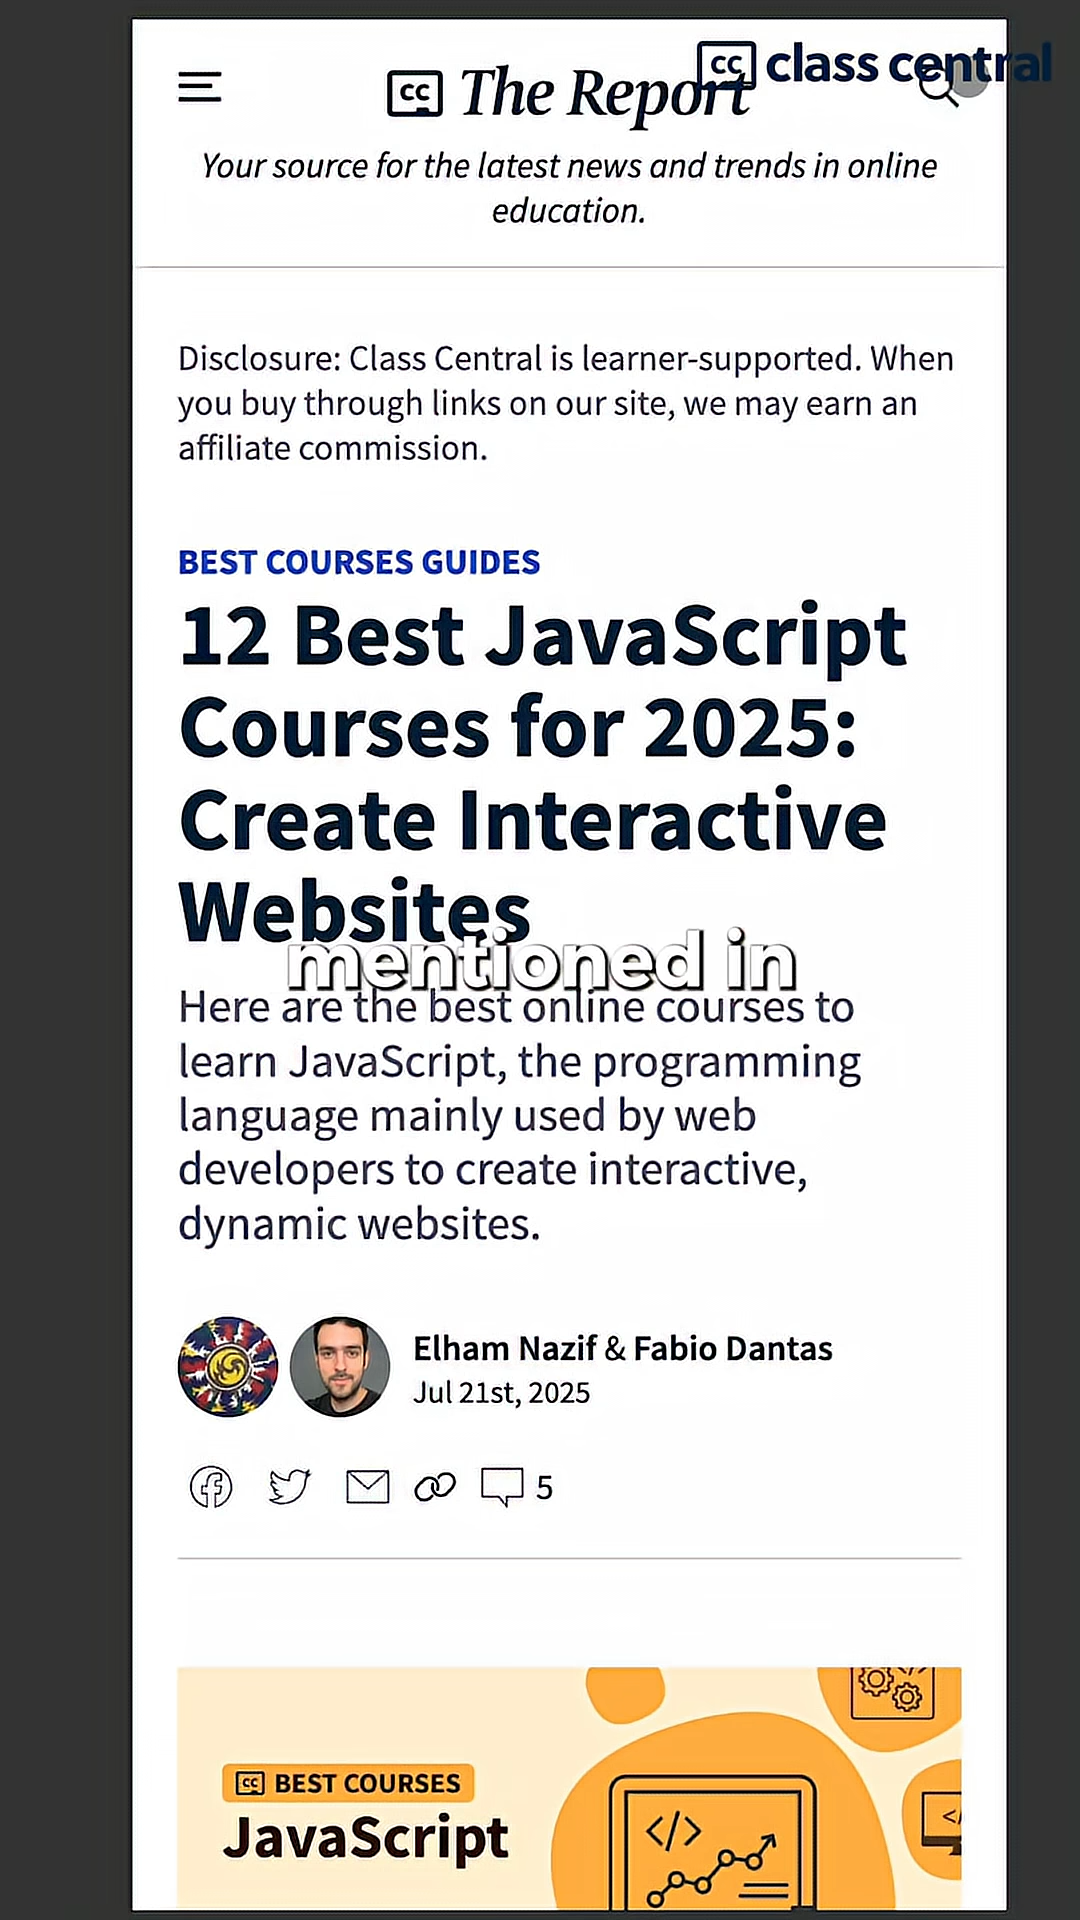 cc class central
cc The Report
Your source for the latest news and trends in online
education.
Disclosure: Class Central is learner-supported. When
you buy through links on our site, we may earn an
affiliate commission.
BEST COURSES GUIDES
12 Best JavaScript
Courses for 2025:
Create Interactive
Websites
mentioned in
Here are the best online courses to
learn JavaScript, the programming
language mainly used by web
developers to create interactive,
dynamic websites.
Elham Nazif & Fabio Dantas
Jul 21st, 2025
5
cc BEST COURSES
JavaScript